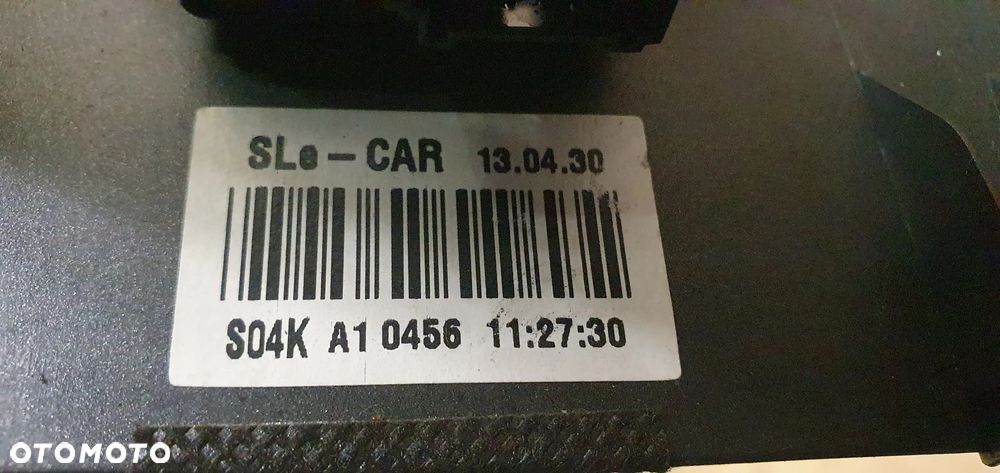 SLe - CAR 13.04.30
S04K A1 0456 11:27:30
OTOMOTO